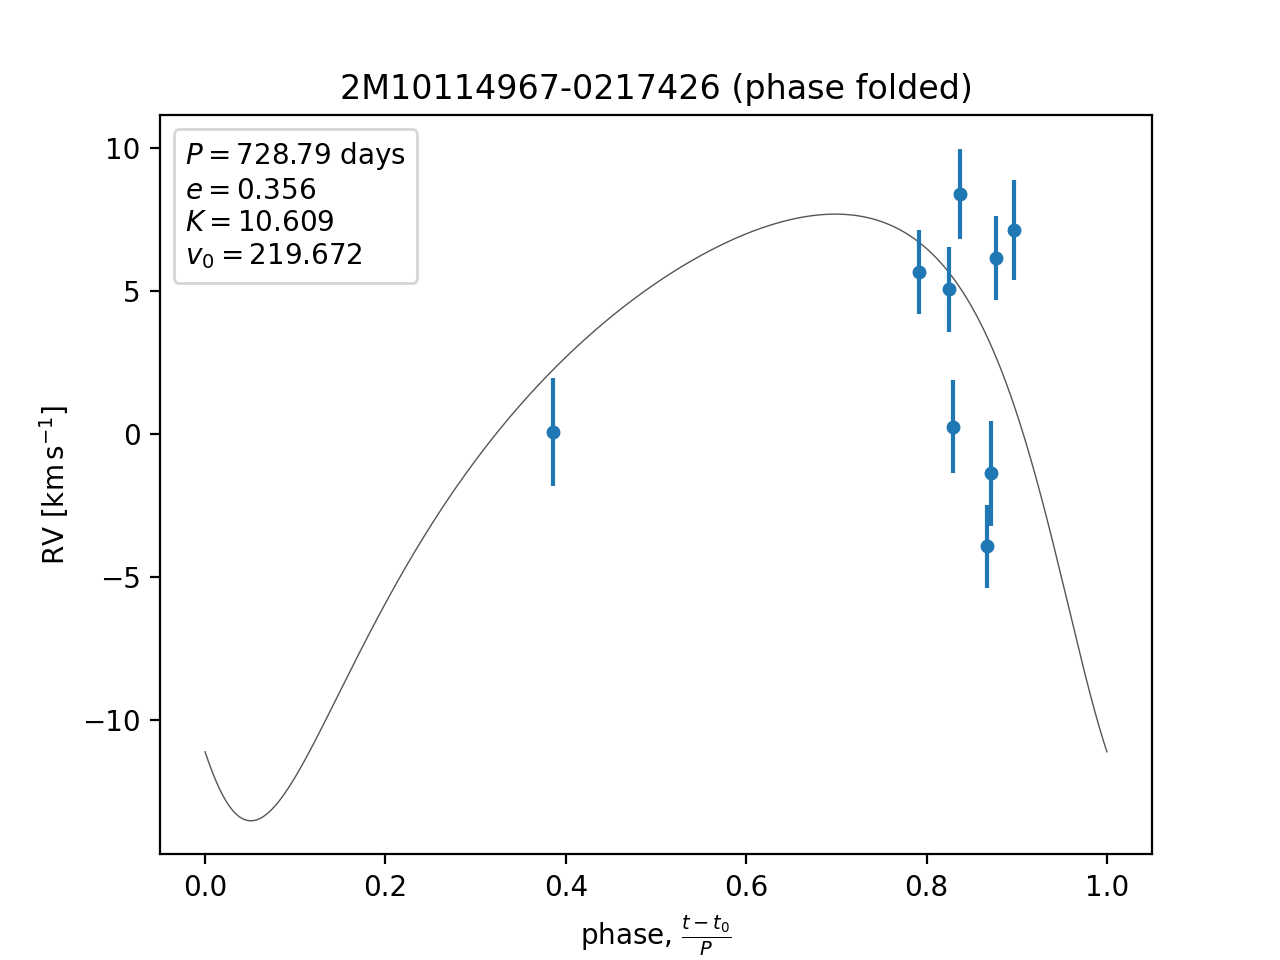 2M10114967-0217426 (phase folded)
P = 728.79 days
e = 0.356
K = 10.609
v₀ = 219.672
10
5
0
−5
−10
RV [km s⁻¹]
0.0 0.2 0.4 0.6 0.8 1.0
phase, (t − t₀)/P